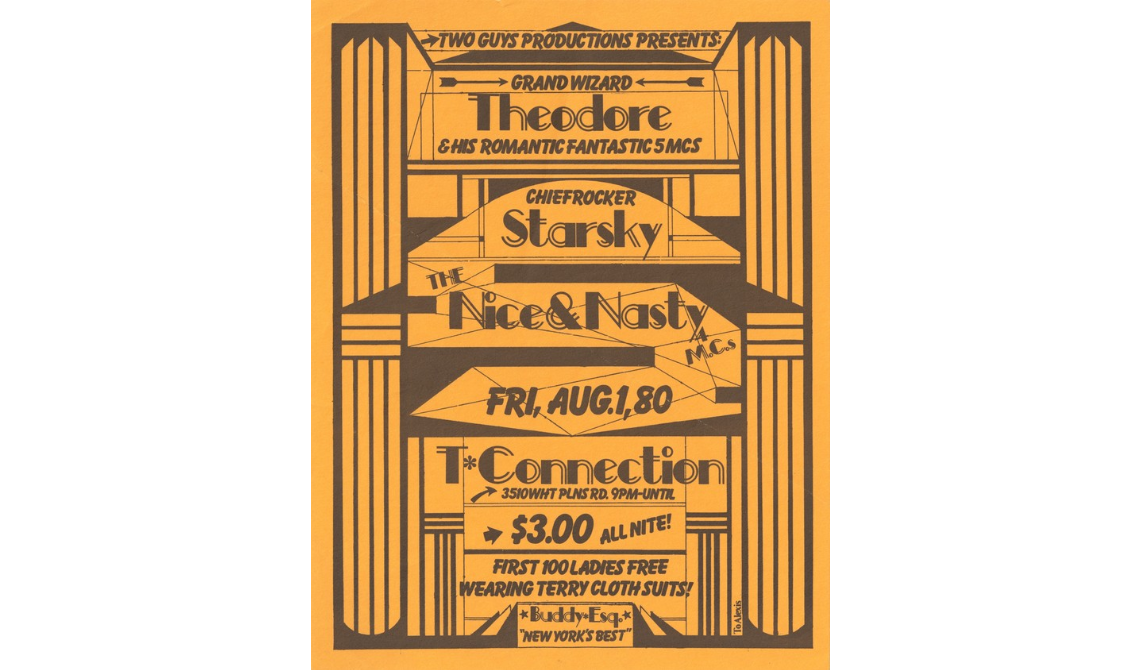 TWO GUYS PRODUCTIONS PRESENTS:
GRAND WIZARD
Theodore
& HIS ROMANTIC FANTASTIC 5 MCS
CHIEFROCKER
Starsky
THE
Nice & Nasty
4
M.C.s
FRI, AUG. 1, 80
T*Connection
3510 WHT PLNS RD. 9PM-UNTIL
$3.00 ALL NITE!
FIRST 100 LADIES FREE
WEARING TERRY CLOTH SUITS!
*Buddy*Esq.*
"NEW YORK'S BEST"
To Alexis